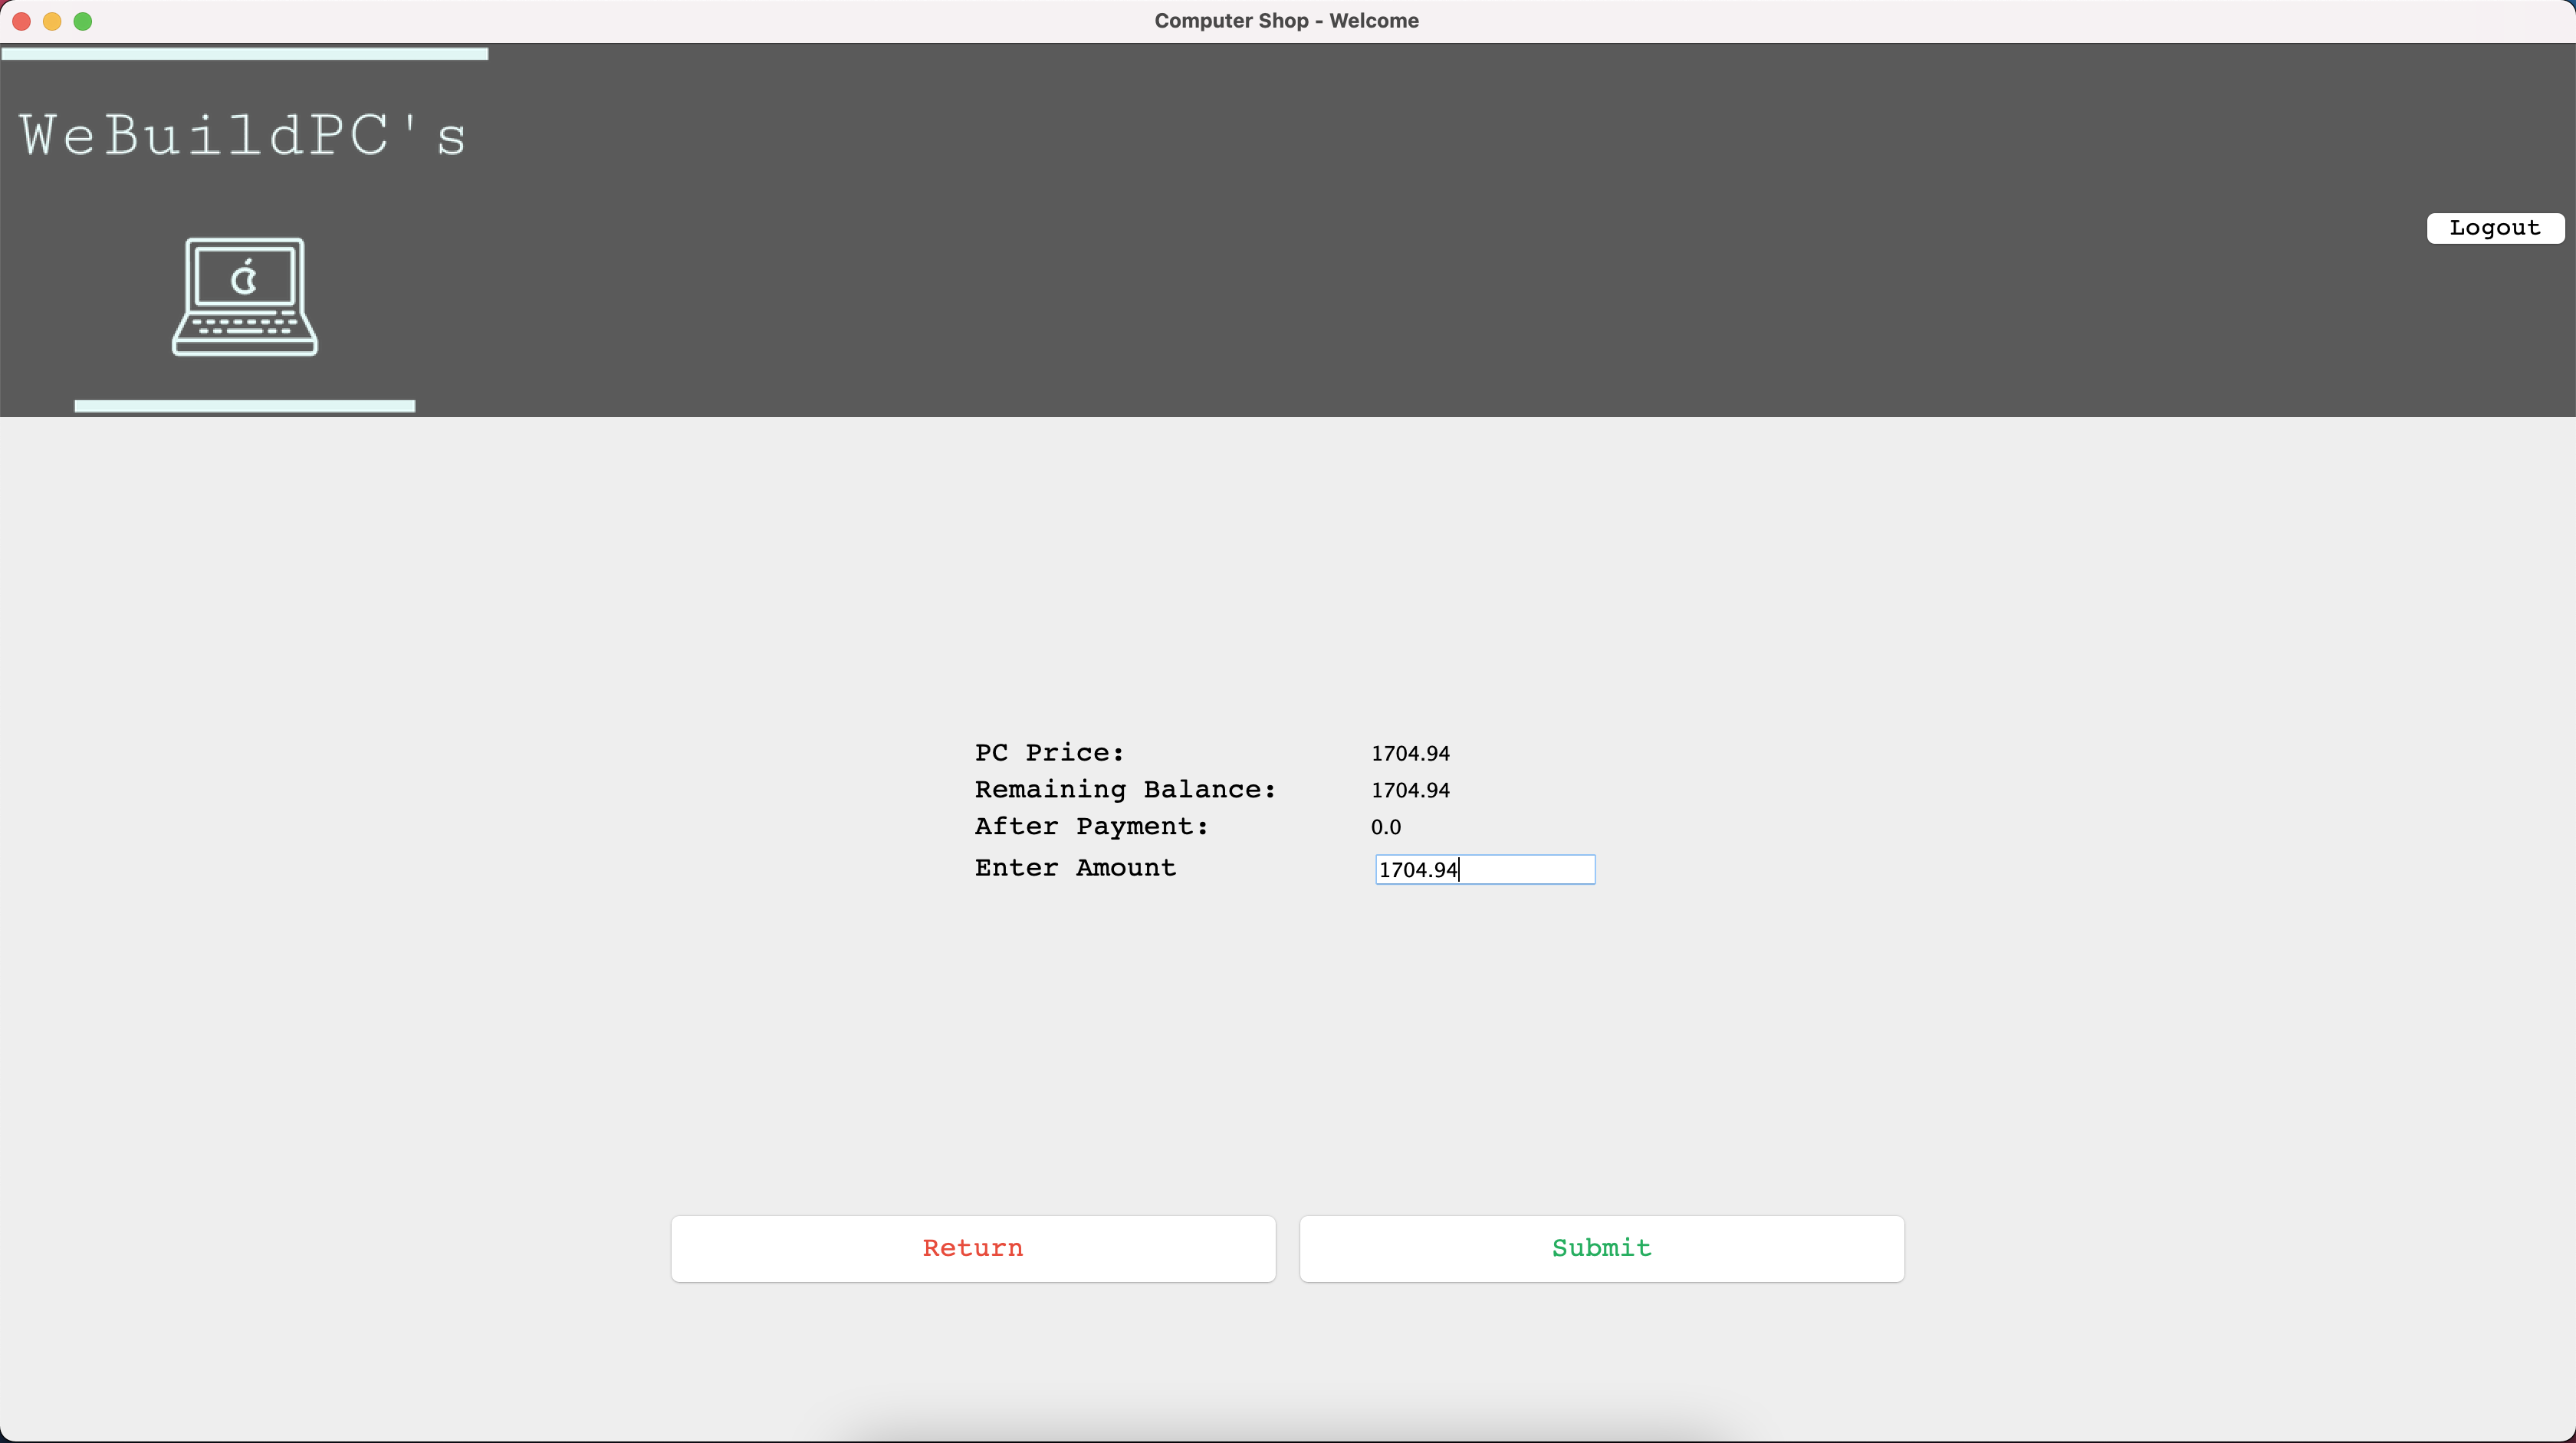 Computer Shop - Welcome
WeBuildPC's
Logout
PC Price: 1704.94
Remaining Balance: 1704.94
After Payment: 0.0
Enter Amount 1704.94
Return Submit